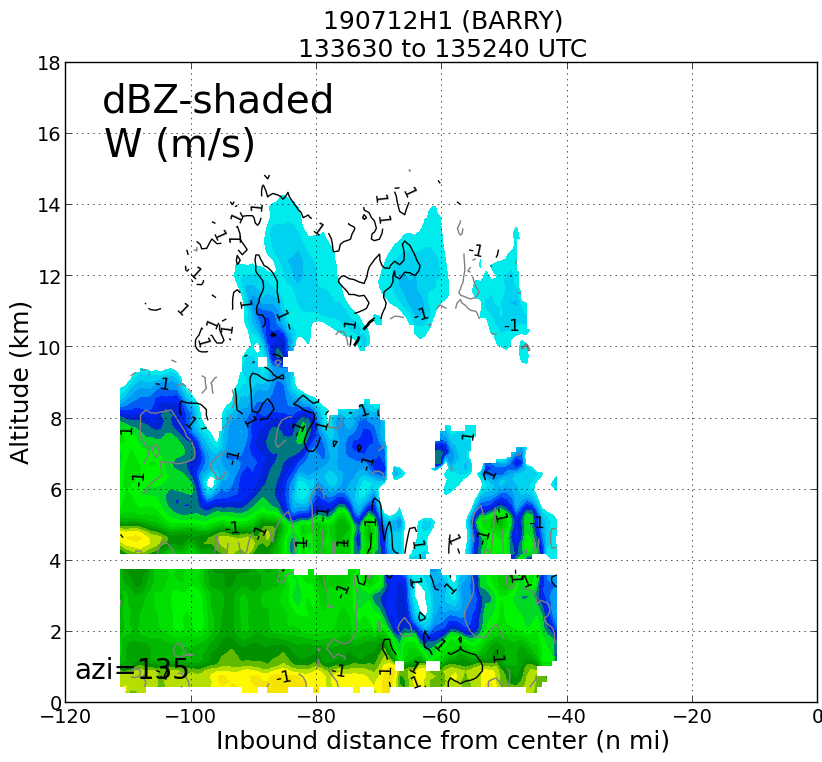 190712H1 (BARRY)
133630 to 135240 UTC
dBZ-shaded
W (m/s)
azi=135
Altitude (km)
18
16
14
12
10
8
6
4
2
0
−120
−100
−80
−60
−40
−20
0
Inbound distance from center (n mi)